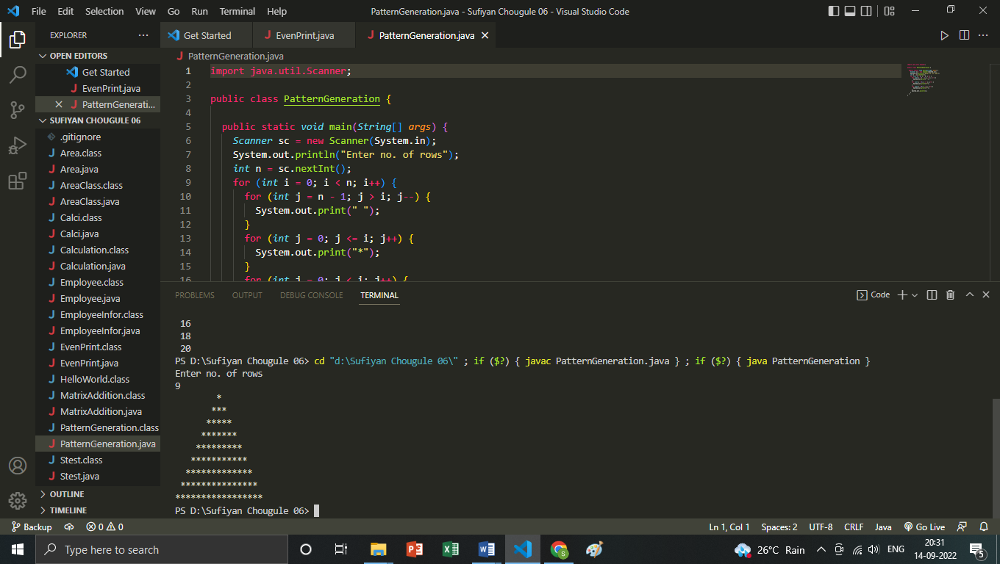 File Edit Selection View Go Run Terminal Help PatternGeneration.java - Sufiyan Chougule 06 - Visual Studio Code
EXPLORER ...
OPEN EDITORS
Get Started
EvenPrint.java
PatternGenerati...
SUFIYAN CHOUGULE 06
.gitignore
Area.class
Area.java
AreaClass.class
AreaClass.java
Calci.class
Calci.java
Calculation.class
Calculation.java
Employee.class
Employee.java
EmployeeInfor.class
EmployeeInfor.java
EvenPrint.class
EvenPrint.java
HelloWorld.class
MatrixAddition.class
MatrixAddition.java
PatternGeneration.class
PatternGeneration.java
Stest.class
Stest.java
OUTLINE
TIMELINE
Get Started EvenPrint.java PatternGeneration.java
PatternGeneration.java
1 import java.util.Scanner;
2
3 public class PatternGeneration {
4
5 public static void main(String[] args) {
6 Scanner sc = new Scanner(System.in);
7 System.out.println("Enter no. of rows");
8 int n = sc.nextInt();
9 for (int i = 0; i < n; i++) {
10 for (int j = n - 1; j > i; j--) {
11 System.out.print(" ");
12 }
13 for (int j = 0; j <= i; j++) {
14 System.out.print("*");
15 }
16 for (int j = 0; j < i; j++) {
PROBLEMS OUTPUT DEBUG CONSOLE TERMINAL Code
16
18
20
PS D:\Sufiyan Chougule 06> cd "d:\Sufiyan Chougule 06\" ; if ($?) { javac PatternGeneration.java } ; if ($?) { java PatternGeneration }
Enter no. of rows
9
        *
       ***
      *****
     *******
    *********
   ***********
  *************
 ***************
*****************
PS D:\Sufiyan Chougule 06>
Backup 0 0 Ln 1, Col 1 Spaces: 2 UTF-8 CRLF Java Go Live
Type here to search
26°C Rain ENG
20:31
14-09-2022
5